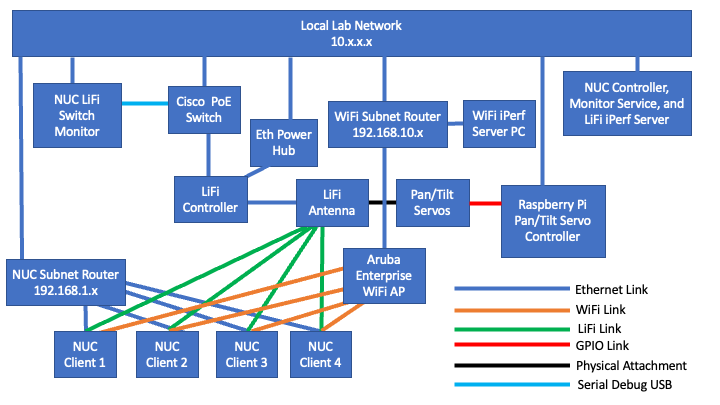 Local Lab Network
10.x.x.x
NUC LiFi
Switch
Monitor
Cisco PoE
Switch
Eth Power
Hub
WiFi Subnet Router
192.168.10.x
WiFi iPerf
Server PC
NUC Controller,
Monitor Service, and
LiFi iPerf Server
LiFi
Controller
LiFi
Antenna
Pan/Tilt
Servos
Raspberry Pi
Pan/Tilt Servo
Controller
NUC Subnet Router
192.168.1.x
Aruba
Enterprise
WiFi AP
NUC
Client 1
NUC
Client 2
NUC
Client 3
NUC
Client 4
Ethernet Link
WiFi Link
LiFi Link
GPIO Link
Physical Attachment
Serial Debug USB